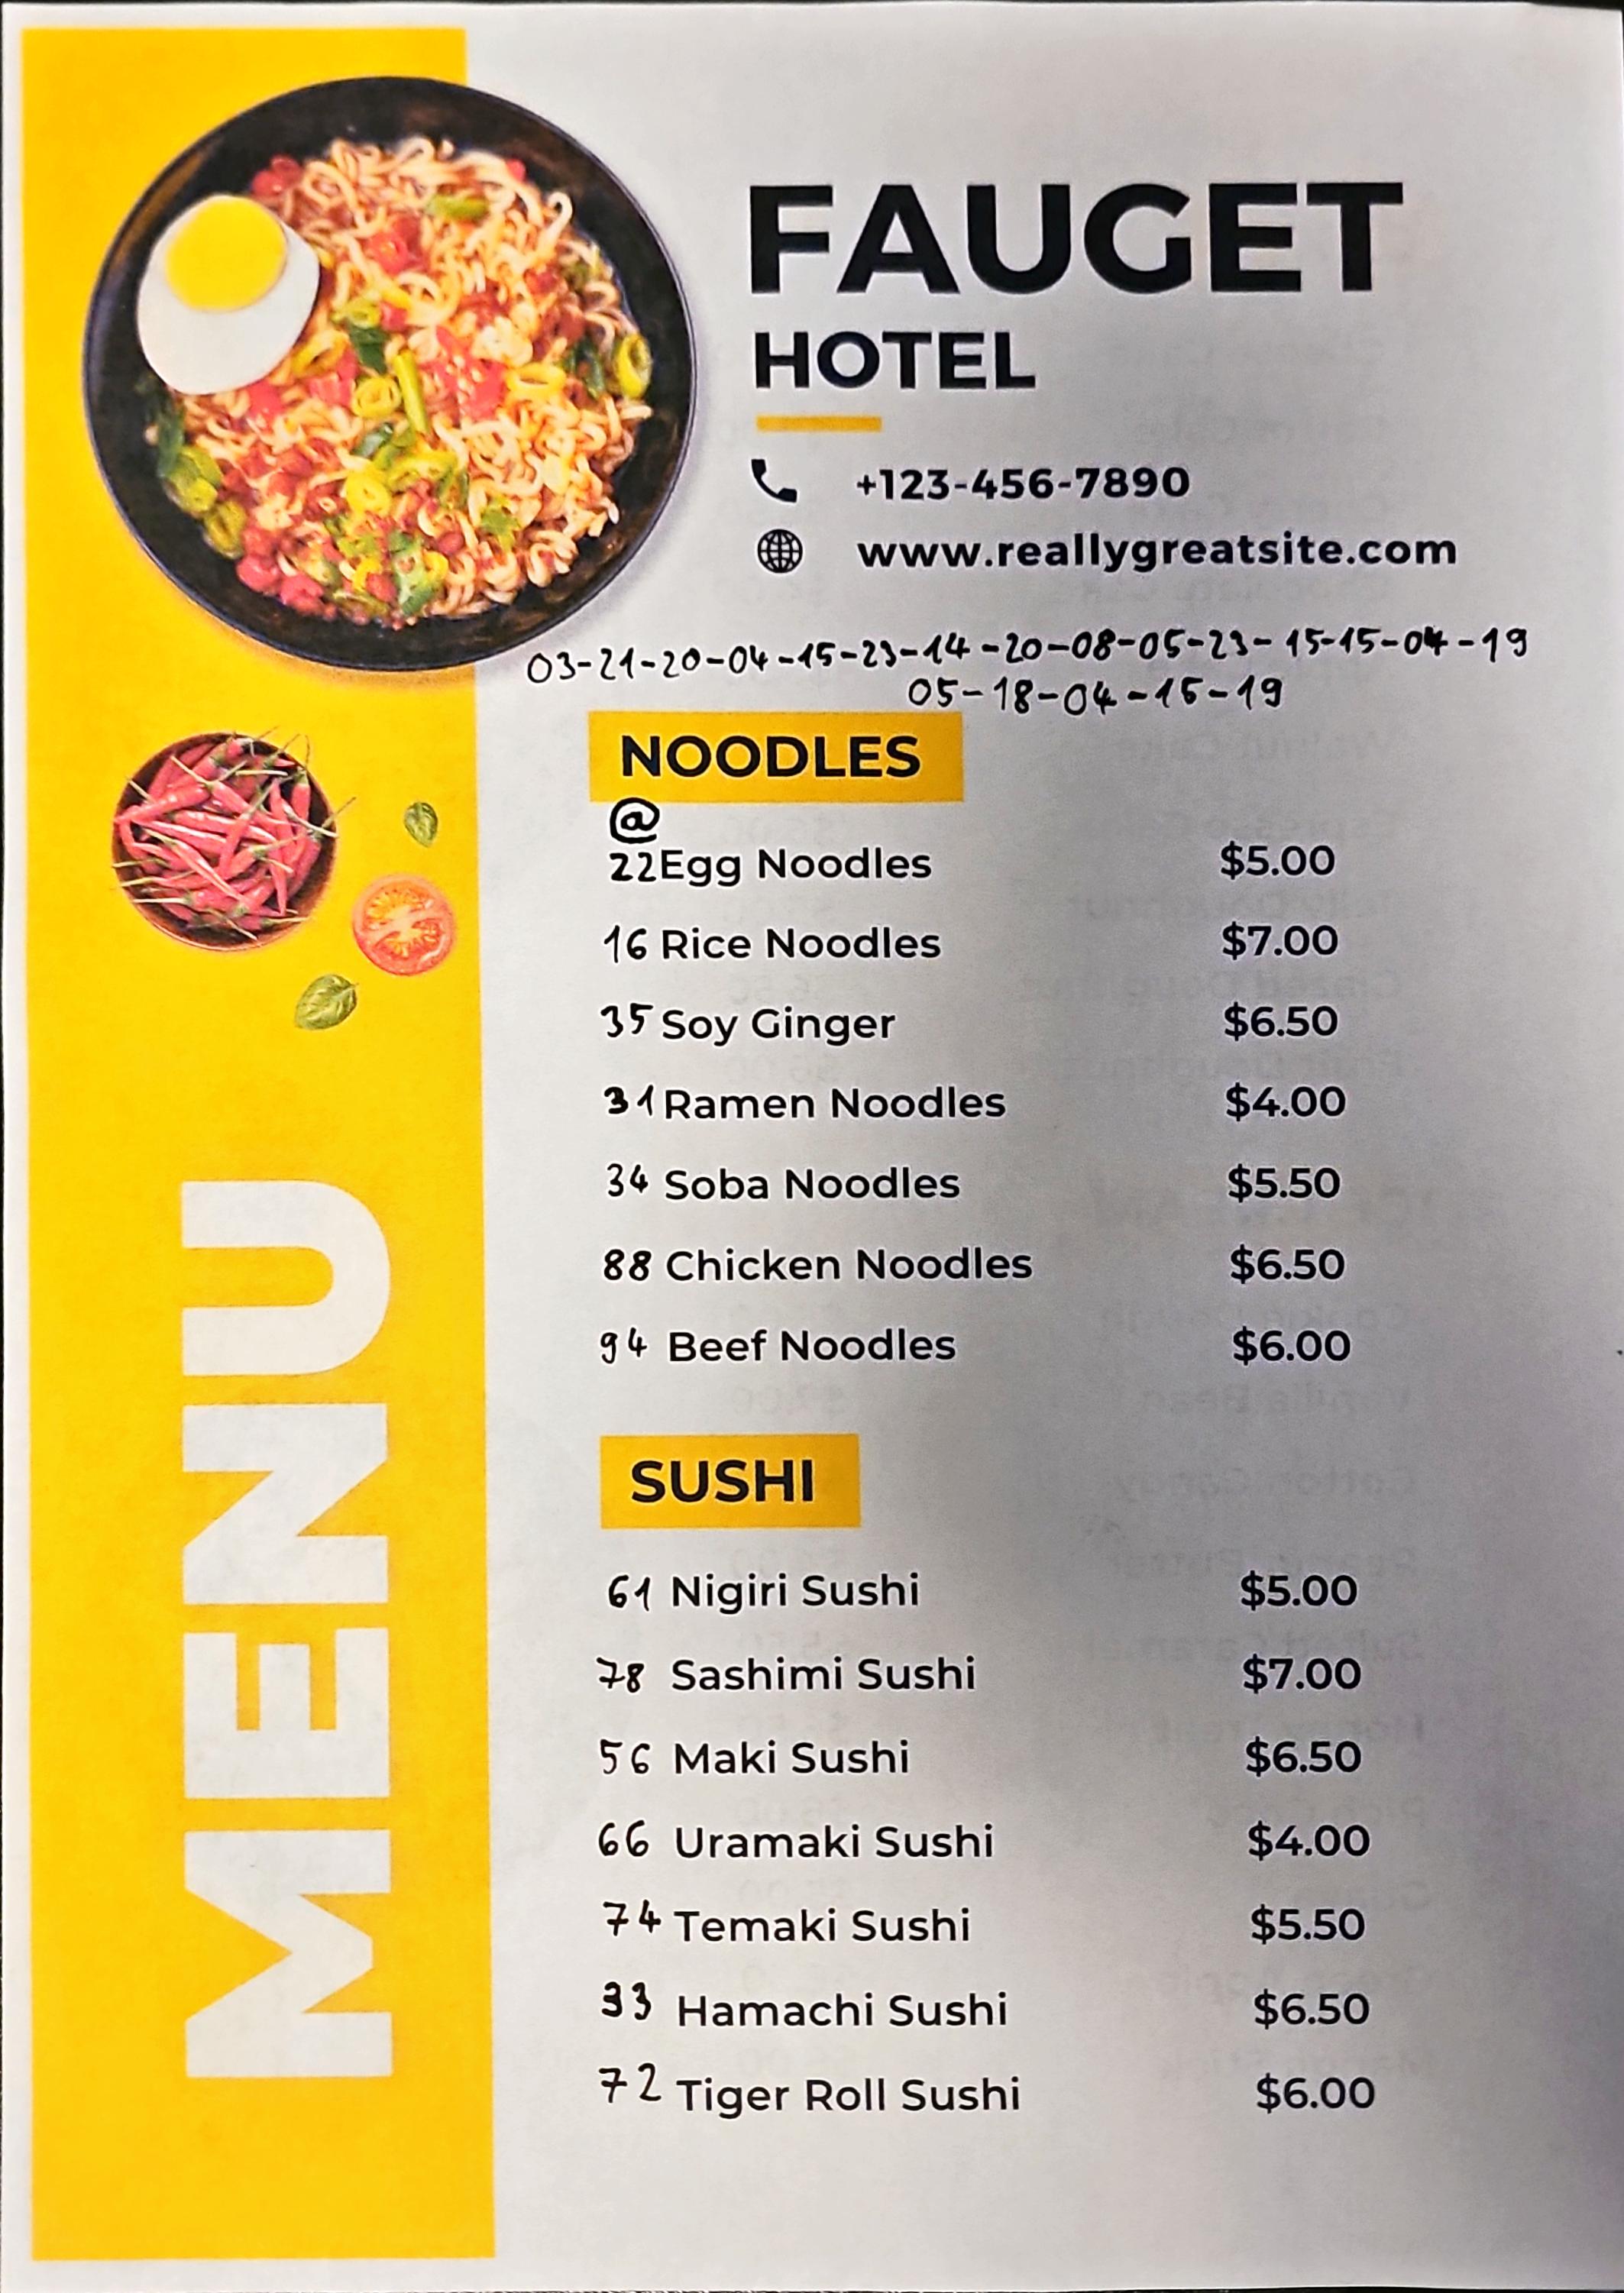 FAUGET
HOTEL
+123-456-7890
www.reallygreatsite.com
03-21-20-04-15-23-14-20-08-05-23-15-15-04-19
05-18-04-15-19
NOODLES
@
22 Egg Noodles $5.00
16 Rice Noodles $7.00
35 Soy Ginger $6.50
31 Ramen Noodles $4.00
34 Soba Noodles $5.50
88 Chicken Noodles $6.50
94 Beef Noodles $6.00
SUSHI
61 Nigiri Sushi $5.00
78 Sashimi Sushi $7.00
56 Maki Sushi $6.50
66 Uramaki Sushi $4.00
74 Temaki Sushi $5.50
33 Hamachi Sushi $6.50
72 Tiger Roll Sushi $6.00
MENU